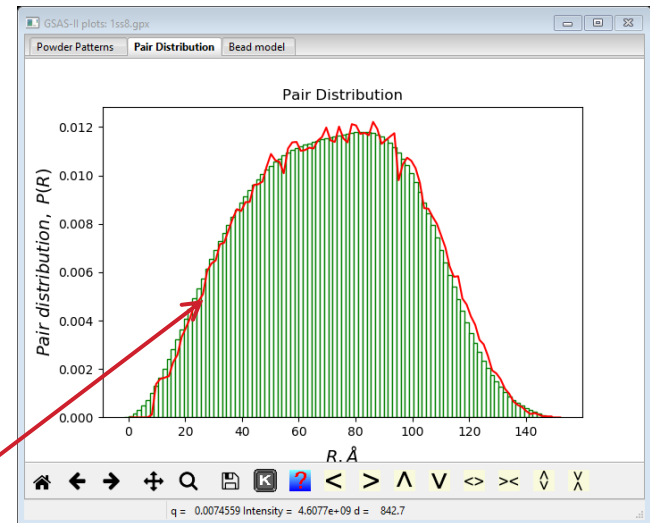 GSAS-II plots: 1ss8.gpx
Powder Patterns Pair Distribution Bead model
Pair Distribution
0.012
0.010
0.008
0.006
0.004
0.002
0.000
Pair distribution, P(R)
0 20 40 60 80 100 120 140
R, Å
K ? < > Λ V <> ><
q = 0.0074559 Intensity = 4.6077e+09 d = 842.7